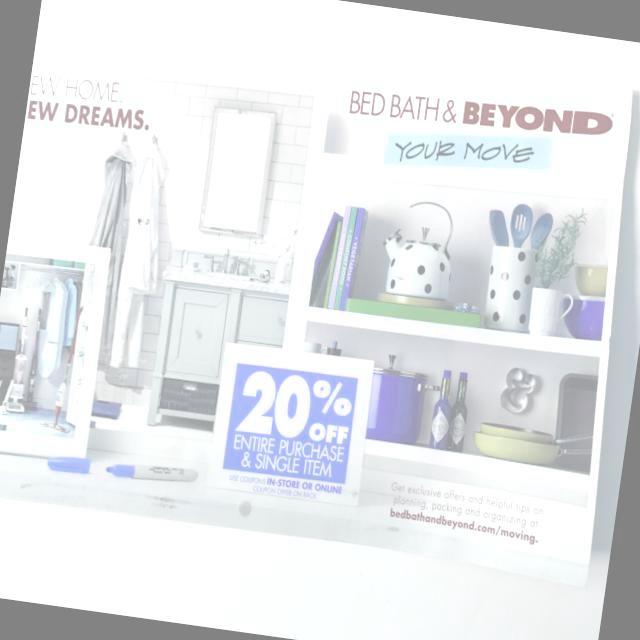 EW HOME.
EW DREAMS.
BED BATH & BEYOND
YOUR MOVE
20% OFF
ENTIRE PURCHASE
& SINGLE ITEM
USE COUPONS IN-STORE OR ONLINE
COUPON OFFER ON BACK
Get exclusive offers and helpful tips on
planning, packing and organizing at
bedbathandbeyond.com/moving.